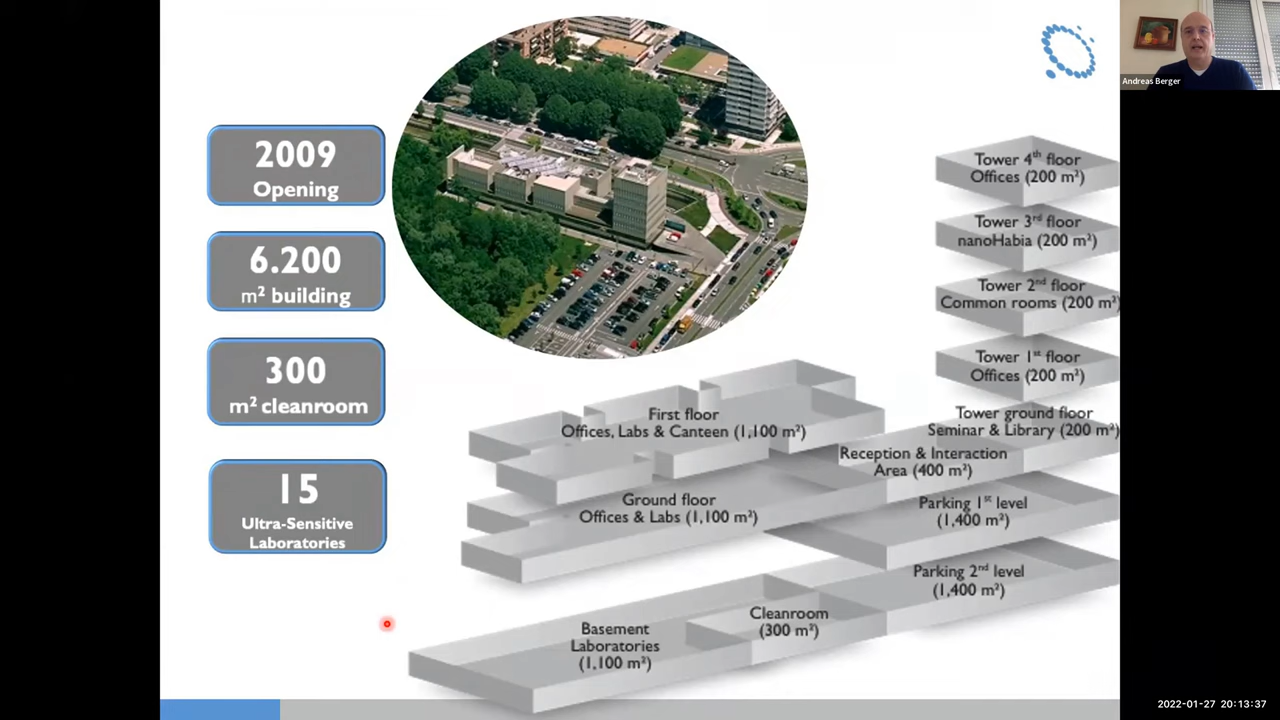 2009
Opening
6.200
m² building
300
m² cleanroom
15
Ultra-Sensitive
Laboratories
Andreas Berger
Tower 4th floor
Offices (200 m²)
Tower 3rd floor
nanoHabia (200 m²)
Tower 2nd floor
Common rooms (200 m²)
Tower 1st floor
Offices (200 m²)
Tower ground floor
Seminar & Library (200 m²)
First floor
Offices, Labs & Canteen (1,100 m²)
Reception & Interaction
Area (400 m²)
Ground floor
Offices & Labs (1,100 m²)
Parking 1st level
(1,400 m²)
Parking 2nd level
(1,400 m²)
Cleanroom
(300 m²)
Basement
Laboratories
(1,100 m²)
2022-01-27 20:13:37